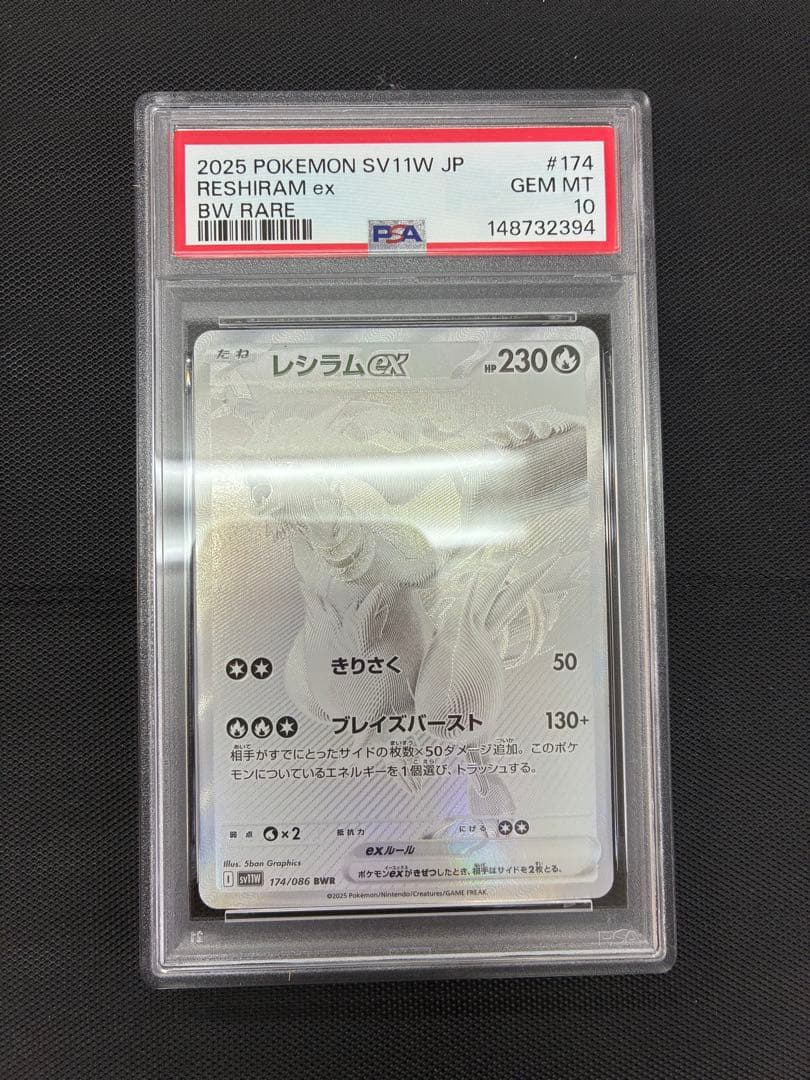 2025 POKEMON SV11W JP #174
RESHIRAM ex GEM MT
BW RARE 10
PSA 148732394
たね レシラムex HP230
きりさく 50
ブレイズバースト 130+
相手がすでにとったサイドの枚数×50ダメージ追加。このポケ
モンについているエネルギーを1個選び、トラッシュする。
弱点 ×2 抵抗力 にげる
exルール
Illus. 5ban Graphics
ポケモンexがきぜつしたとき、相手はサイドを2枚とる。
I sv11W 174/086 BWR
©2025 Pokémon/Nintendo/Creatures/GAME FREAK.
PSA